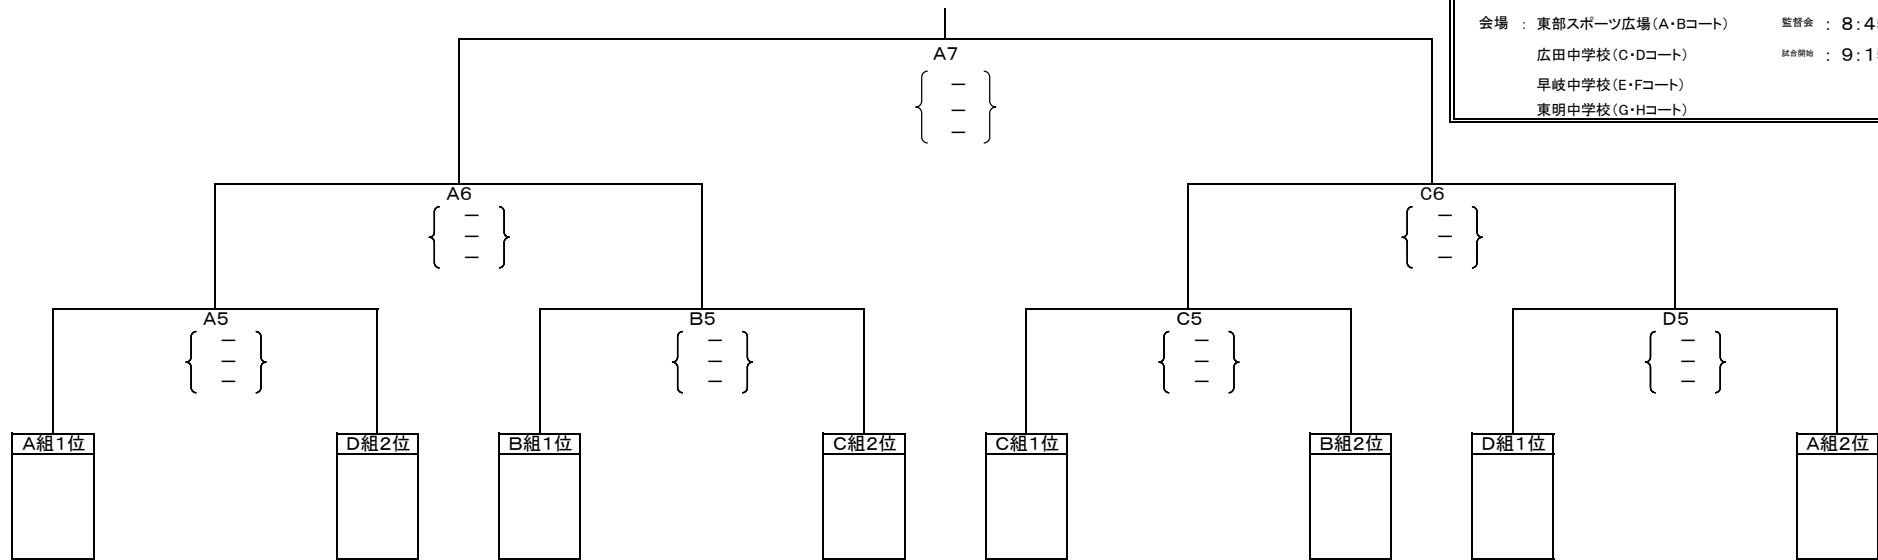 会場 : 東部スポーツ広場(A・Bコート) 監督会 : 8:4
広田中学校(C・Dコート) 試合開始 : 9:1
早岐中学校(E・Fコート)
東明中学校(G・Hコート)
A7
－
－
－
A6 C6
－ －
－ －
－ －
A5 B5 C5 D5
－ － － －
－ － － －
－ － － －
A組1位 D組2位 B組1位 C組2位 C組1位 B組2位 D組1位 A組2位